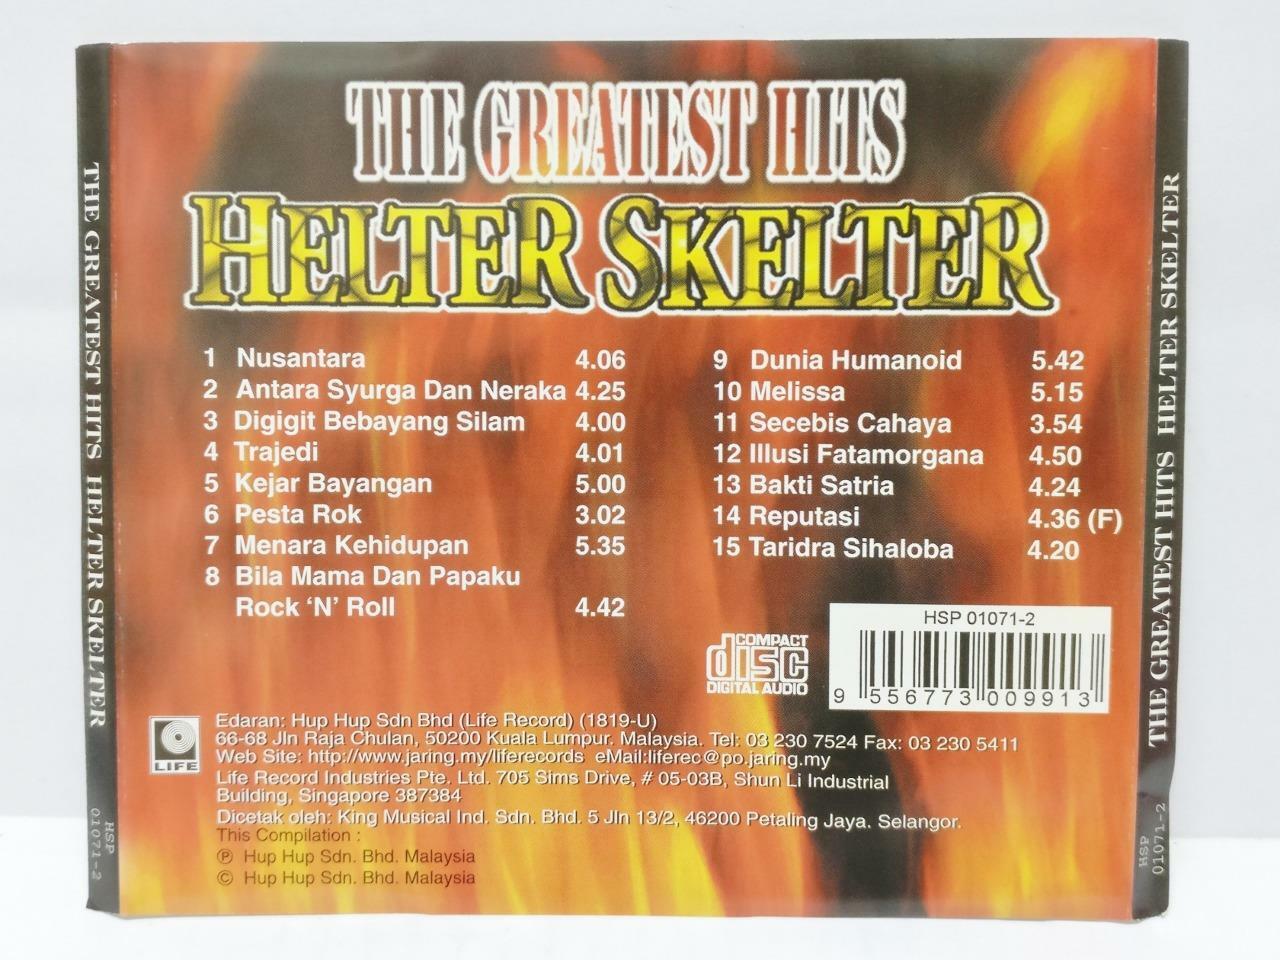 THE GREATEST HITS
HELTER SKELTER
1 Nusantara 4.06
2 Antara Syurga Dan Neraka 4.25
3 Digigit Bebayang Silam 4.00
4 Trajedi 4.01
5 Kejar Bayangan 5.00
6 Pesta Rok 3.02
7 Menara Kehidupan 5.35
8 Bila Mama Dan Papaku
Rock ‘N’ Roll 4.42
9 Dunia Humanoid 5.42
10 Melissa 5.15
11 Secebis Cahaya 3.54
12 Illusi Fatamorgana 4.50
13 Bakti Satria 4.24
14 Reputasi 4.36 (F)
15 Taridra Sihaloba 4.20
COMPACT
disc
DIGITAL AUDIO
HSP 01071-2
9 556773 009913
LIFE
Edaran: Hup Hup Sdn Bhd (Life Record) (1819-U)
66-68 Jln Raja Chulan, 50200 Kuala Lumpur. Malaysia. Tel: 03 230 7524 Fax: 03 230 5411
Web Site: http://www.jaring.my/liferecords eMail:liferec@po.jaring.my
Life Record Industries Pte. Ltd. 705 Sims Drive, # 05-03B, Shun Li Industrial
Building, Singapore 387384
Dicetak oleh: King Musical Ind. Sdn. Bhd. 5 Jln 13/2, 46200 Petaling Jaya. Selangor.
This Compilation :
℗ Hup Hup Sdn. Bhd. Malaysia
© Hup Hup Sdn. Bhd. Malaysia
THE GREATEST HITS HELTER SKELTER
HSP
01071-2
THE GREATEST HITS HELTER SKELTER
HSP
01071-2